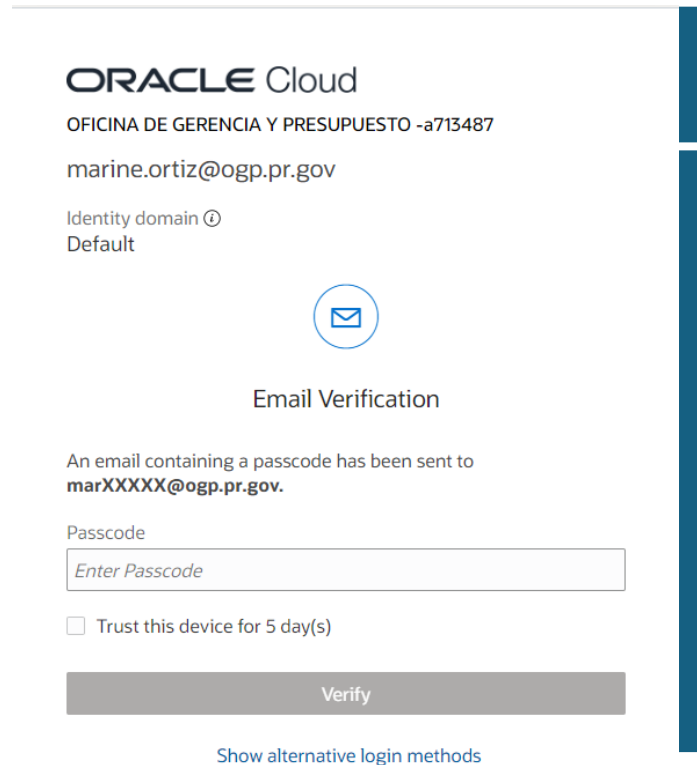 ORACLE Cloud
OFICINA DE GERENCIA Y PRESUPUESTO -a713487
marine.ortiz@ogp.pr.gov
Identity domain
Default
Email Verification
An email containing a passcode has been sent to
marXXXXX@ogp.pr.gov.
Passcode
Enter Passcode
Trust this device for 5 day(s)
Verify
Show alternative login methods